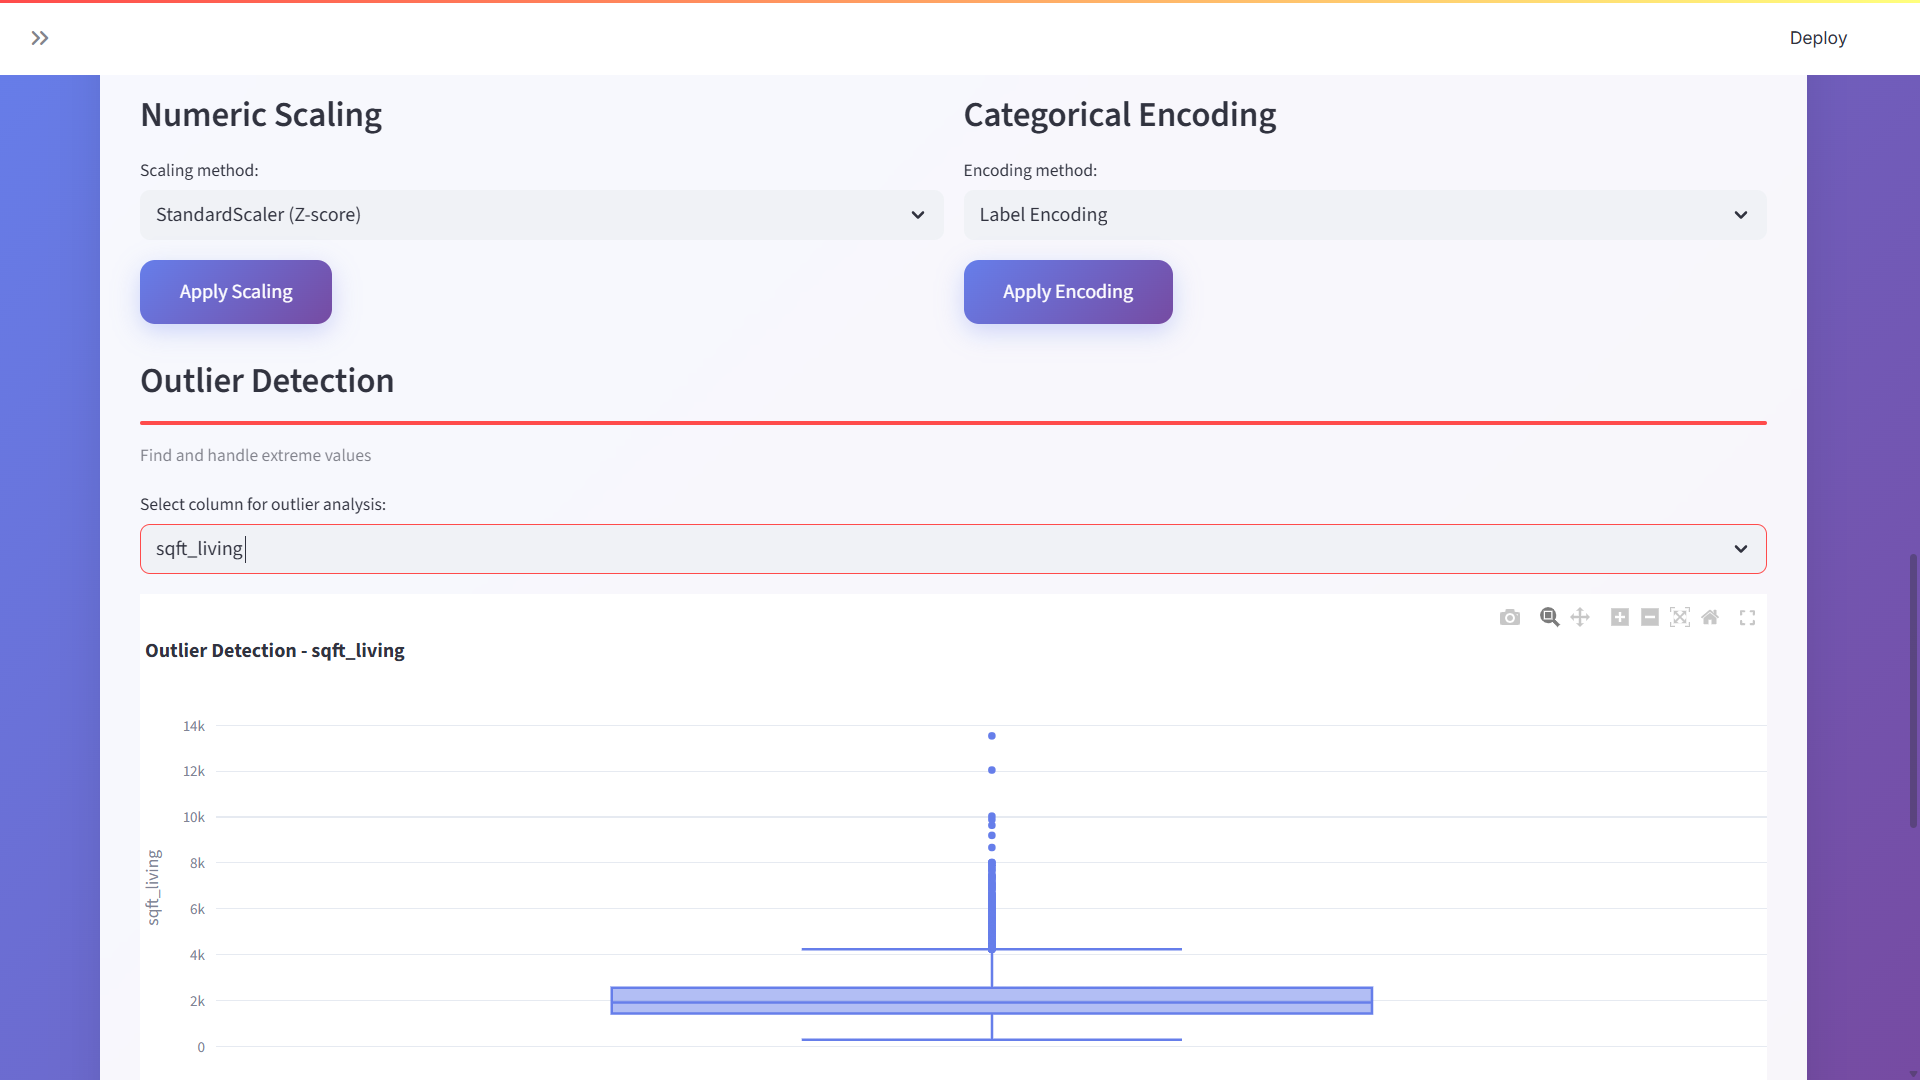 Deploy
Numeric Scaling
Scaling method:
StandardScaler (Z-score)
Apply Scaling
Categorical Encoding
Encoding method:
Label Encoding
Apply Encoding
Outlier Detection
Find and handle extreme values
Select column for outlier analysis:
sqft_living
Outlier Detection - sqft_living
14k
12k
10k
8k
6k
4k
2k
0
sqft_living